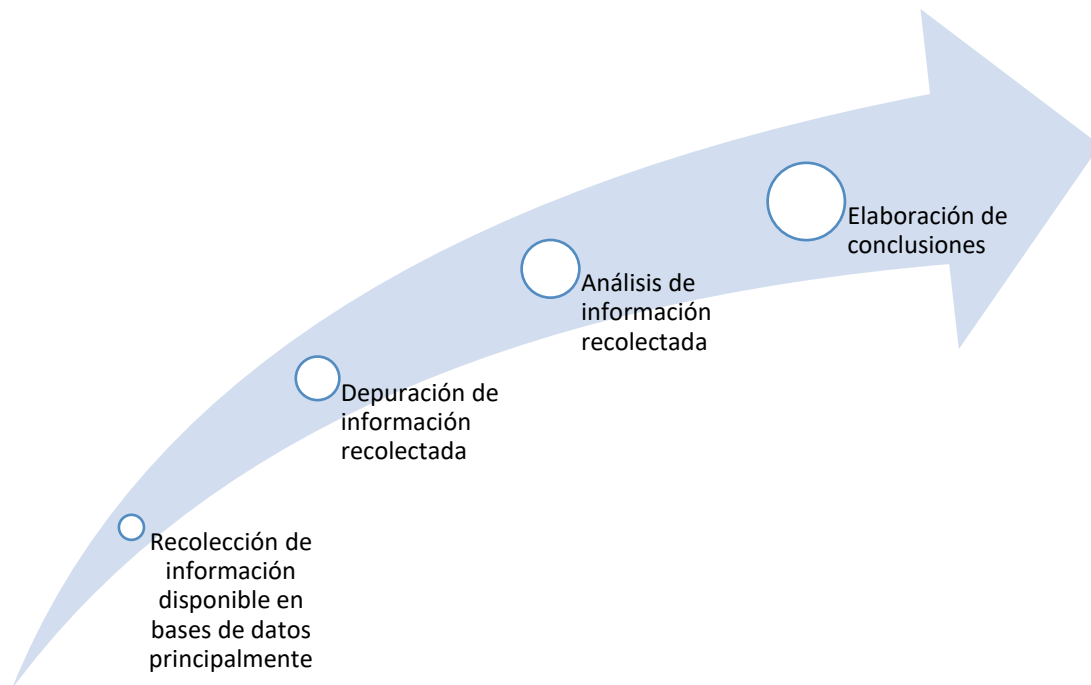 Recolección de
información
disponible en
bases de datos
principalmente
Depuración de
información
recolectada
Análisis de
información
recolectada
Elaboración de
conclusiones